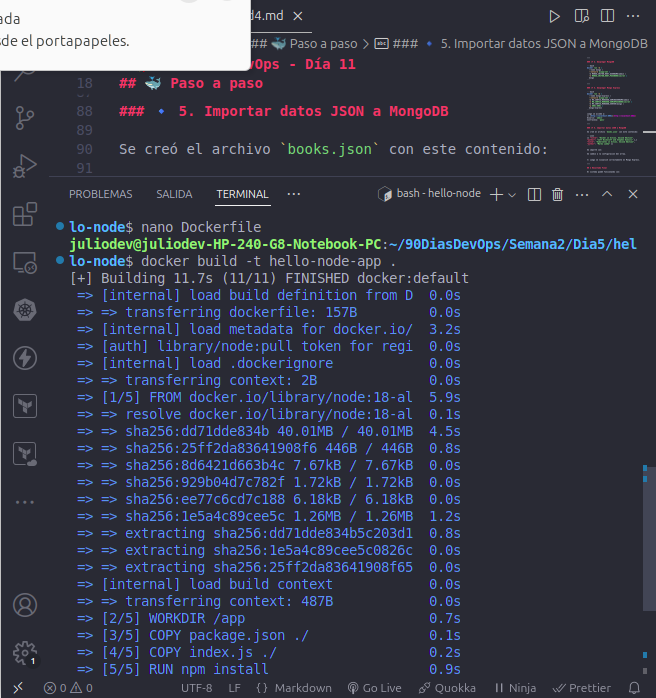 ada
sde el portapapeles.
d4.md
## 🐳 Paso a paso > ### 🔹 5. Importar datos JSON a MongoDB
vOps - Día 11
18 ## 🐳 Paso a paso
88 ### 🔹 5. Importar datos JSON a MongoDB
89
90 Se creó el archivo `books.json` con este contenido:
91
PROBLEMAS SALIDA TERMINAL ··· bash - hello-node
lo-node$ nano Dockerfile
juliodev@juliodev-HP-240-G8-Notebook-PC:~/90DiasDevOps/Semana2/Dia5/hel
lo-node$ docker build -t hello-node-app .
[+] Building 11.7s (11/11) FINISHED docker:default
=> [internal] load build definition from D 0.0s
=> => transferring dockerfile: 157B 0.0s
=> [internal] load metadata for docker.io/ 3.2s
=> [auth] library/node:pull token for regi 0.0s
=> [internal] load .dockerignore 0.0s
=> => transferring context: 2B 0.0s
=> [1/5] FROM docker.io/library/node:18-al 5.9s
=> => resolve docker.io/library/node:18-al 0.1s
=> => sha256:dd71dde834b 40.01MB / 40.01MB 4.5s
=> => sha256:25ff2da83641908f6 446B / 446B 0.8s
=> => sha256:8d6421d663b4c 7.67kB / 7.67kB 0.0s
=> => sha256:929b04d7c782f 1.72kB / 1.72kB 0.0s
=> => sha256:ee77c6cd7c188 6.18kB / 6.18kB 0.0s
=> => sha256:1e5a4c89cee5c 1.26MB / 1.26MB 1.2s
=> => extracting sha256:dd71dde834b5c203d1 0.8s
=> => extracting sha256:1e5a4c89cee5c0826c 0.0s
=> => extracting sha256:25ff2da83641908f65 0.0s
=> [internal] load build context 0.0s
=> => transferring context: 487B 0.0s
=> [2/5] WORKDIR /app 0.7s
=> [3/5] COPY package.json ./ 0.1s
=> [4/5] COPY index.js ./ 0.2s
=> [5/5] RUN npm install 0.9s
1
0 0 UTF-8 LF {} Markdown Go Live Quokka Ninja Prettier